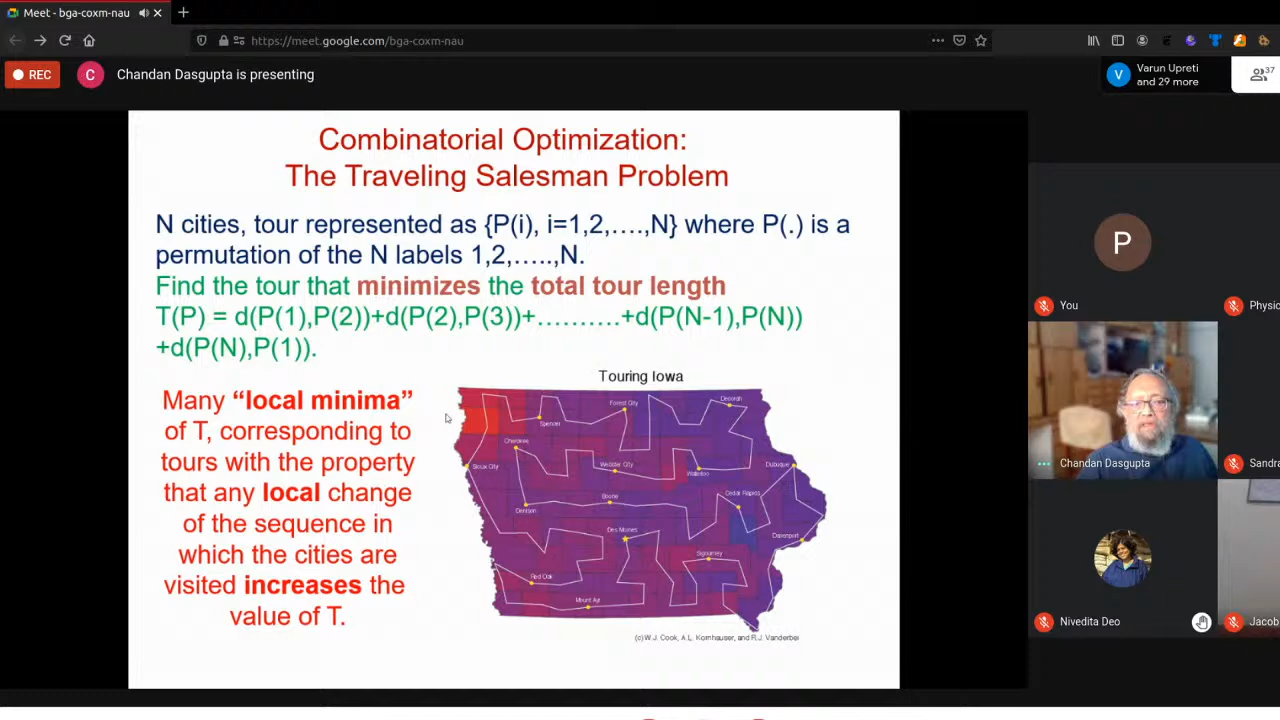 Meet - bga-coxm-nau
https://meet.google.com/bga-coxm-nau
REC
C
Chandan Dasgupta is presenting
V
Varun Upreti
and 29 more
37
Combinatorial Optimization:
The Traveling Salesman Problem
N cities, tour represented as {P(i), i=1,2,….,N} where P(.) is a
permutation of the N labels 1,2,…..,N.
Find the tour that minimizes the total tour length
T(P) = d(P(1),P(2))+d(P(2),P(3))+……….+d(P(N-1),P(N))
+d(P(N),P(1)).
Many “local minima”
of T, corresponding to
tours with the property
that any local change
of the sequence in
which the cities are
visited increases the
value of T.
Touring Iowa
Decorah
Forest City
Spencer
Cherokee
Sioux City
Webster City
Waterloo
Dubuque
Denison
Boone
Cedar Rapids
Des Moines
Davenport
Sigourney
Red Oak
Mount Ayr
(c) W.J. Cook, A.L. Kornhauser, and R.J. Vanderbei
P
You
Physic
Chandan Dasgupta
Sandra
Nivedita Deo
Jacob